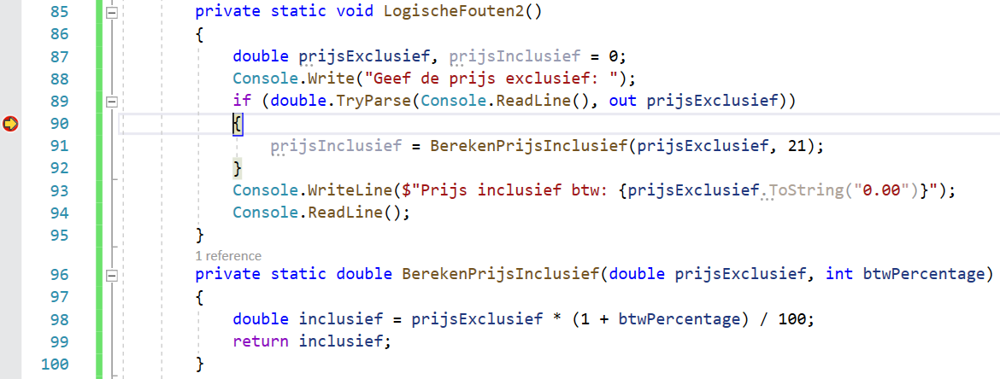 85 private static void LogischeFouten2()
86 {
87 double prijsExclusief, prijsInclusief = 0;
88 Console.Write("Geef de prijs exclusief: ");
89 if (double.TryParse(Console.ReadLine(), out prijsExclusief))
90 {
91 prijsInclusief = BerekenPrijsInclusief(prijsExclusief, 21);
92 }
93 Console.WriteLine($"Prijs inclusief btw: {prijsExclusief.ToString("0.00")}");
94 Console.ReadLine();
95 }
1 reference
96 private static double BerekenPrijsInclusief(double prijsExclusief, int btwPercentage)
97 {
98 double inclusief = prijsExclusief * (1 + btwPercentage) / 100;
99 return inclusief;
100 }